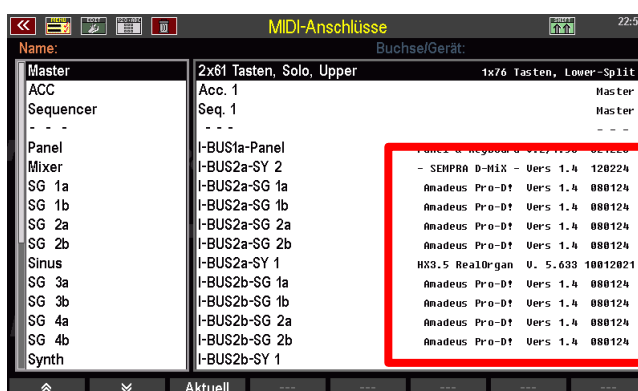 MENU EDIT MIDI-Anschlüsse SHEET 22:5
Name: Buchse/Gerät:
Master 2x61 Tasten, Solo, Upper 1x76 Tasten, Lower-Split
ACC Acc. 1 Master
Sequencer Seq. 1 Master
- - - - - - - - -
Panel I-BUS1a-Panel
Mixer I-BUS2a-SY 2 - SEMPRA D-MiX - Vers 1.4 120224
SG 1a I-BUS2a-SG 1a Amadeus Pro-D! Vers 1.4 080124
SG 1b I-BUS2a-SG 1b Amadeus Pro-D! Vers 1.4 080124
SG 2a I-BUS2a-SG 2a Amadeus Pro-D! Vers 1.4 080124
SG 2b I-BUS2a-SG 2b Amadeus Pro-D! Vers 1.4 080124
Sinus I-BUS2a-SY 1 HX3.5 RealOrgan V. 5.633 10012021
SG 3a I-BUS2b-SG 1a Amadeus Pro-D! Vers 1.4 080124
SG 3b I-BUS2b-SG 1b Amadeus Pro-D! Vers 1.4 080124
SG 4a I-BUS2b-SG 2a Amadeus Pro-D! Vers 1.4 080124
SG 4b I-BUS2b-SG 2b Amadeus Pro-D! Vers 1.4 080124
Synth I-BUS2b-SY 1
Aktuell --- --- --- --- --- ---